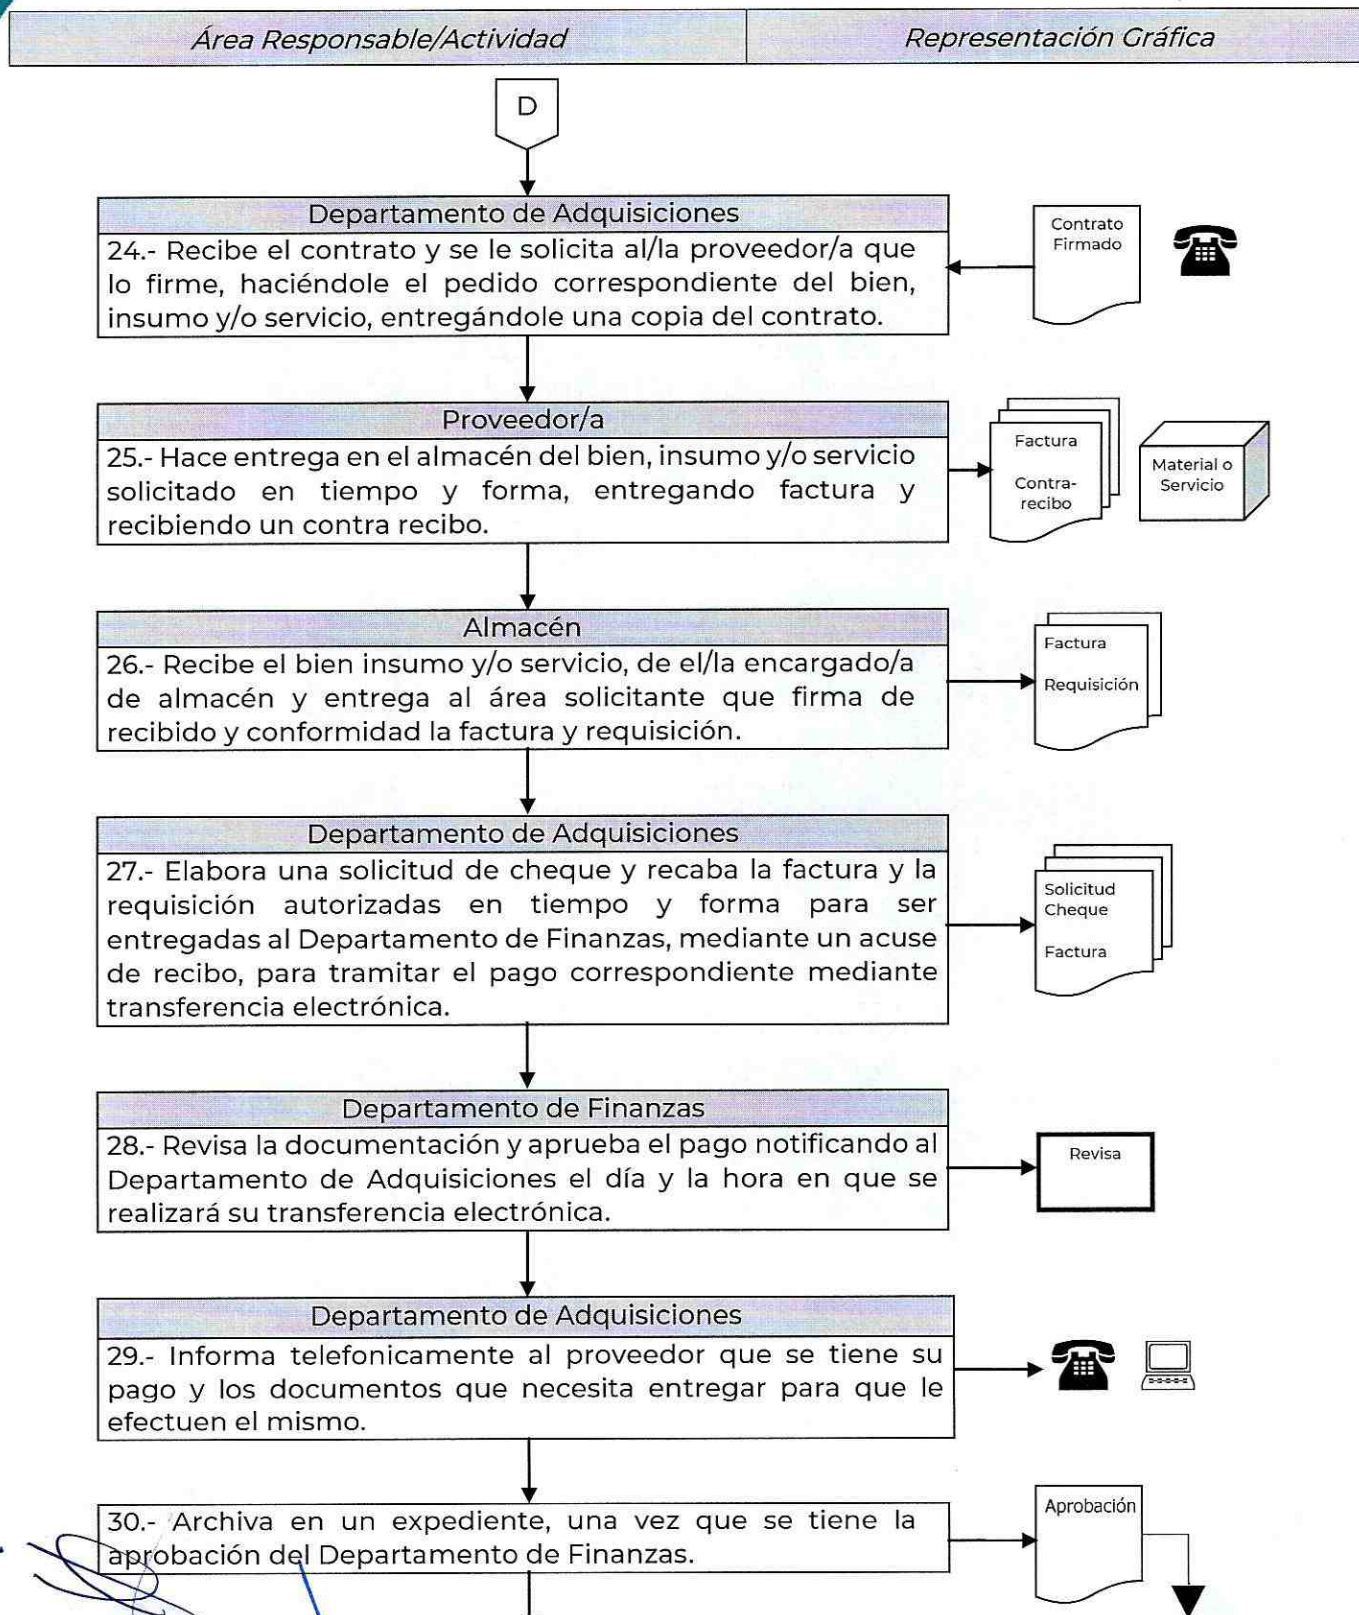 Área Responsable/Actividad
Representación Gráfica
D
Departamento de Adquisiciones
24.- Recibe el contrato y se le solicita al/la proveedor/a que
lo firme, haciéndole el pedido correspondiente del bien,
insumo y/o servicio, entregándole una copia del contrato.
Contrato
Firmado
Proveedor/a
25.- Hace entrega en el almacén del bien, insumo y/o servicio
solicitado en tiempo y forma, entregando factura y
recibiendo un contra recibo.
Factura
Contra-
recibo
Material o
Servicio
Almacén
26.- Recibe el bien insumo y/o servicio, de el/la encargado/a
de almacén y entrega al área solicitante que firma de
recibido y conformidad la factura y requisición.
Factura
Requisición
Departamento de Adquisiciones
27.- Elabora una solicitud de cheque y recaba la factura y la
requisición autorizadas en tiempo y forma para ser
entregadas al Departamento de Finanzas, mediante un acuse
de recibo, para tramitar el pago correspondiente mediante
transferencia electrónica.
Solicitud
Cheque
Factura
Departamento de Finanzas
28.- Revisa la documentación y aprueba el pago notificando al
Departamento de Adquisiciones el día y la hora en que se
realizará su transferencia electrónica.
Revisa
Departamento de Adquisiciones
29.- Informa telefonicamente al proveedor que se tiene su
pago y los documentos que necesita entregar para que le
efectuen el mismo.
30.- Archiva en un expediente, una vez que se tiene la
aprobación del Departamento de Finanzas.
Aprobación